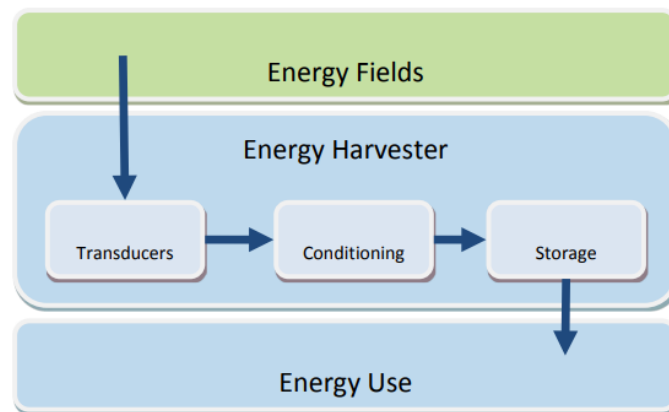 Energy Fields
Energy Harvester
Transducers
Conditioning
Storage
Energy Use